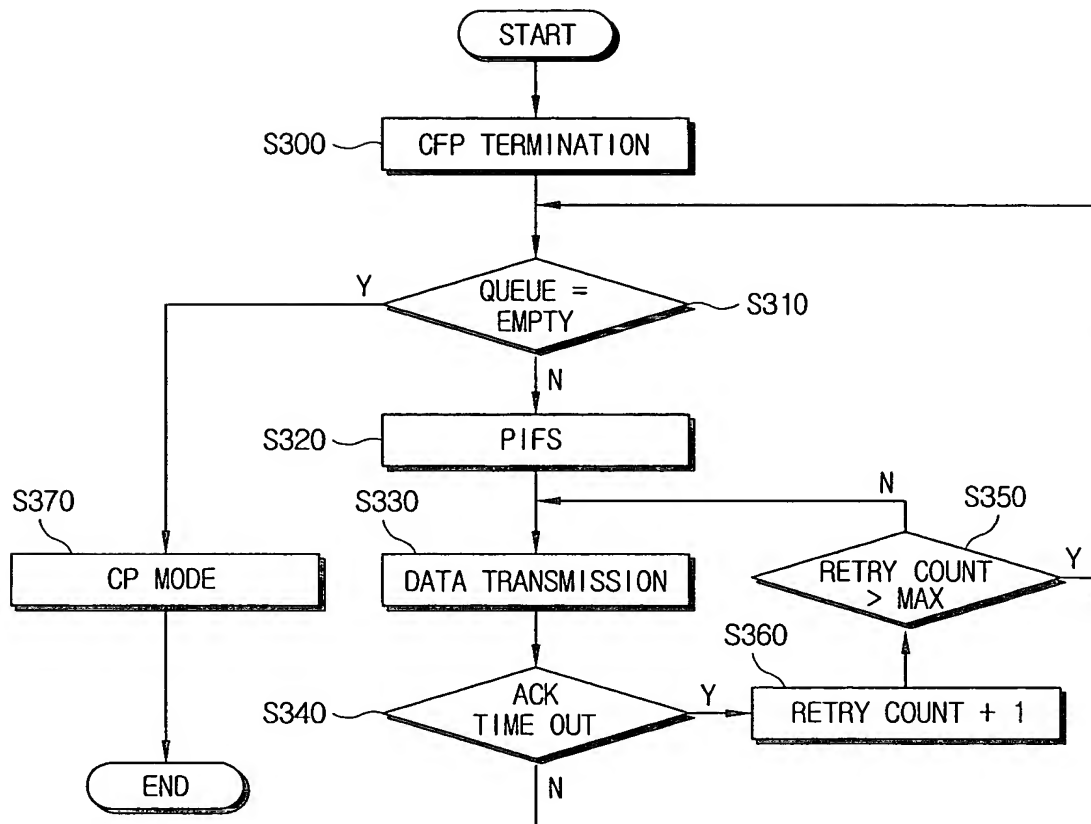 START
S300
CFP TERMINATION
Y
QUEUE =
EMPTY
S310
N
S320
PIFS
N
S370
S330
S350
CP MODE
DATA TRANSMISSION
RETRY COUNT
> MAX
Y
S360
S340
ACK
TIME OUT
Y
RETRY COUNT + 1
END
N